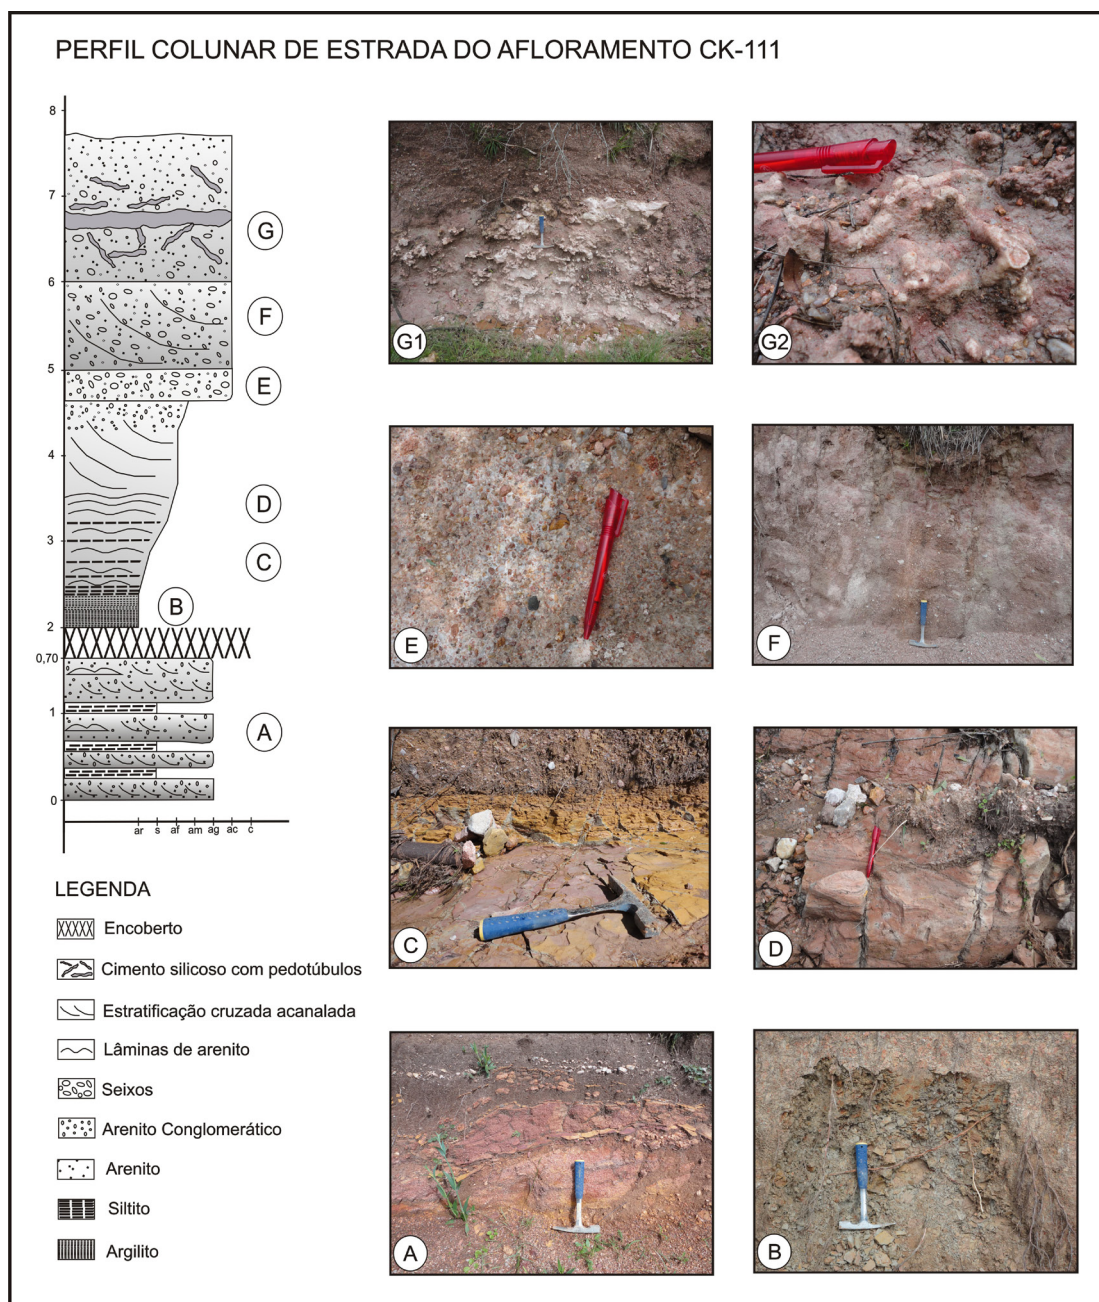 PERFIL COLUNAR DE ESTRADA DO AFLORAMENTO CK-111
8
7
G
6
F
5
E
4
D
3
C
B
2
0,70
1
A
0
ar s af am ag ac c
G1
G2
E
F
C
D
A
B
LEGENDA
Encoberto
Cimento silicoso com pedotúbulos
Estratificação cruzada acanalada
Lâminas de arenito
Seixos
Arenito Conglomerático
Arenito
Siltito
Argilito